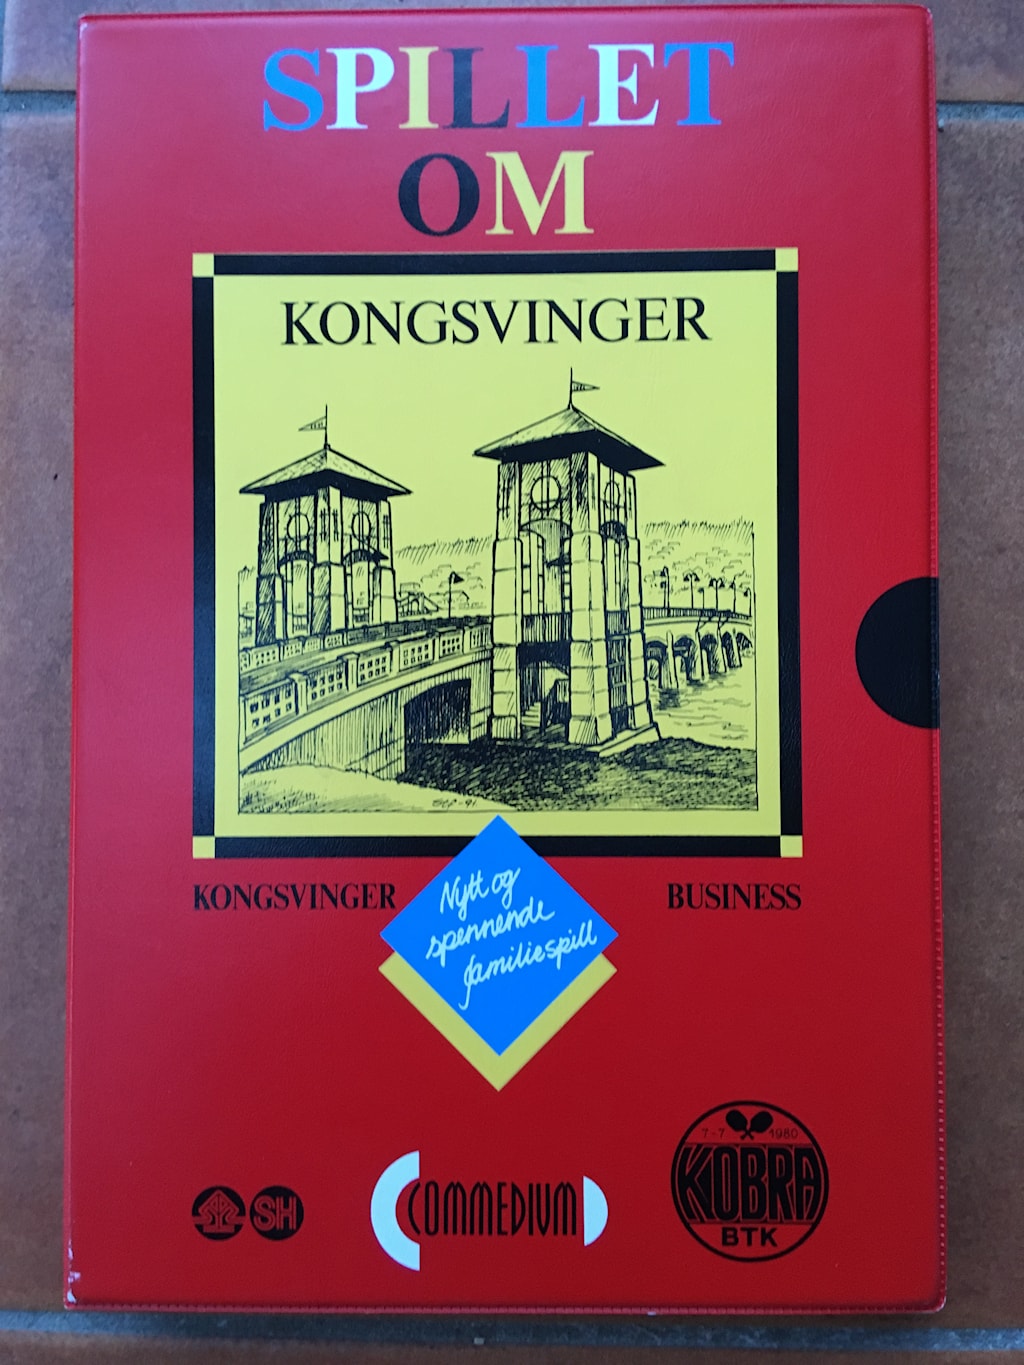 SPILLET
OM
KONGSVINGER
KONGSVINGER
BUSINESS
Nytt og
spennende
familiespill
7-7 1980
KOBRA
BTK
SH
COMMEDIUM